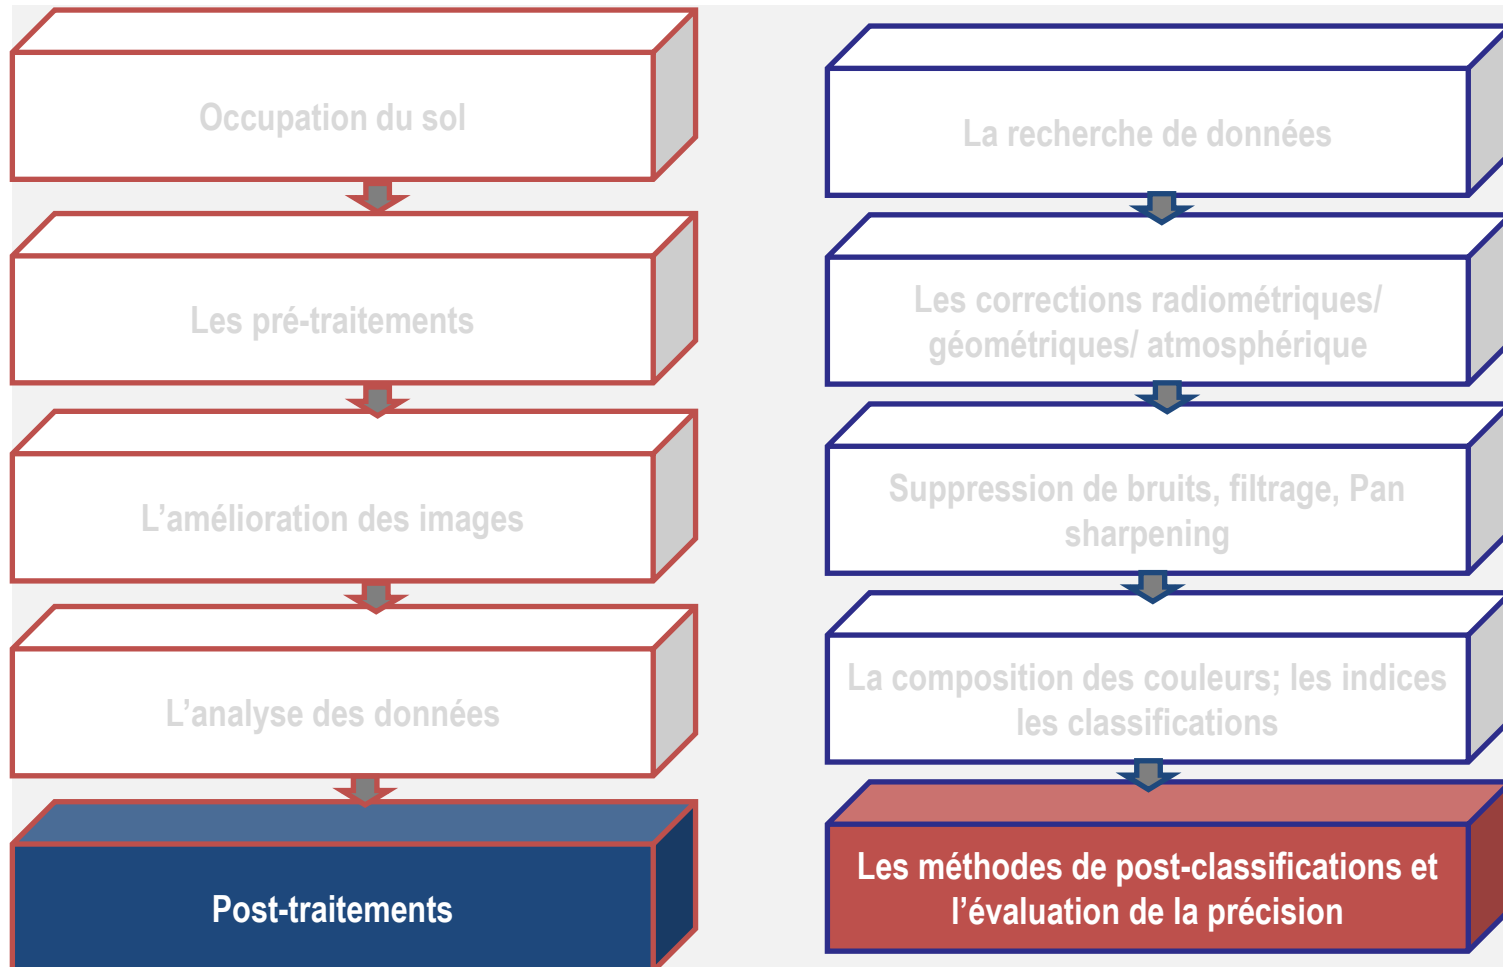 Occupation du sol
Les pré-traitements
L’amélioration des images
L’analyse des données
Post-traitements
La recherche de données
Les corrections radiométriques/
géométriques/ atmosphérique
Suppression de bruits, filtrage, Pan
sharpening
La composition des couleurs; les indices
les classifications
Les méthodes de post-classifications et
l’évaluation de la précision